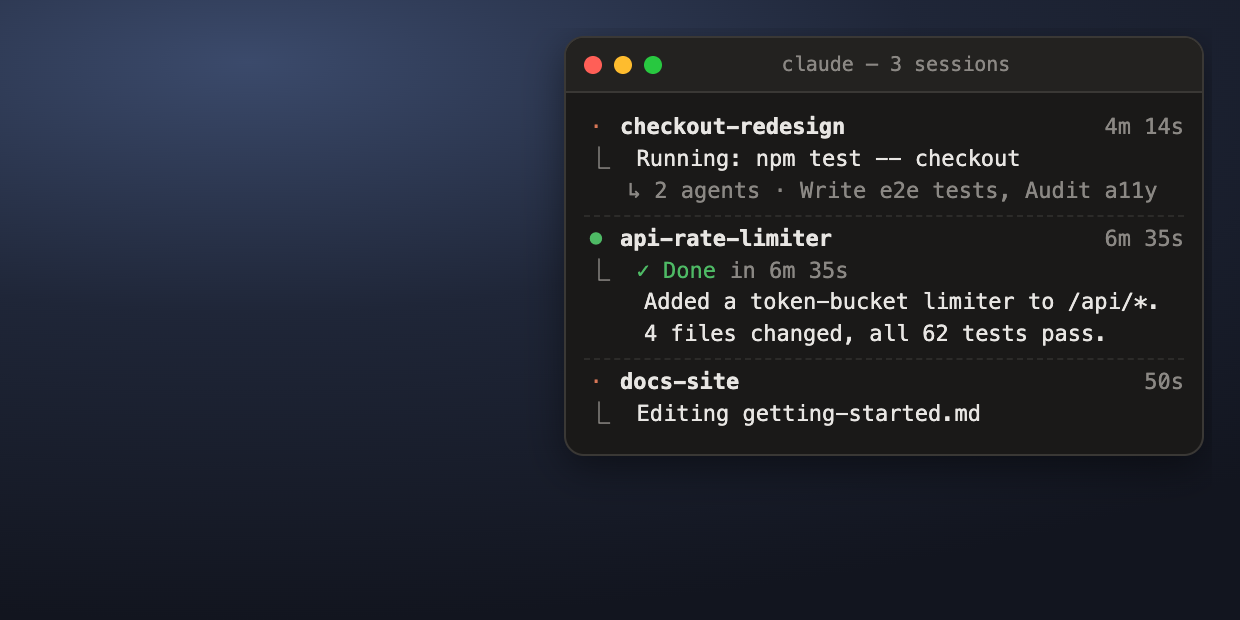 claude — 3 sessions
· checkout-redesign 4m 14s
Running: npm test -- checkout
↳ 2 agents · Write e2e tests, Audit a11y
● api-rate-limiter 6m 35s
✓ Done in 6m 35s
Added a token-bucket limiter to /api/*.
4 files changed, all 62 tests pass.
· docs-site 50s
Editing getting-started.md